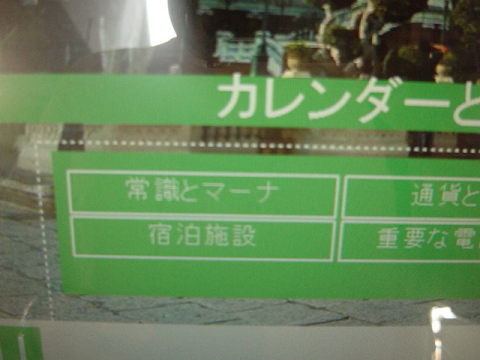 カレンダーと
常識とマーナ
通貨と
宿泊施設
重要な電